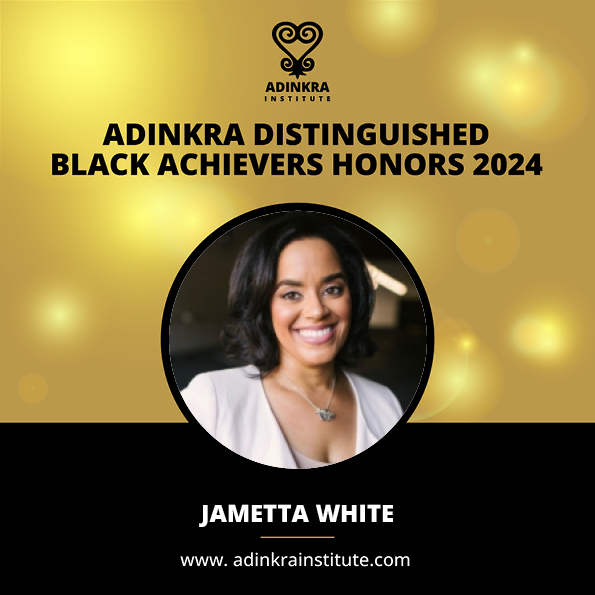 ADINKRA
INSTITUTE
ADINKRA DISTINGUISHED
BLACK ACHIEVERS HONORS 2024
JAMETTA WHITE
www. adinkrainstitute.com